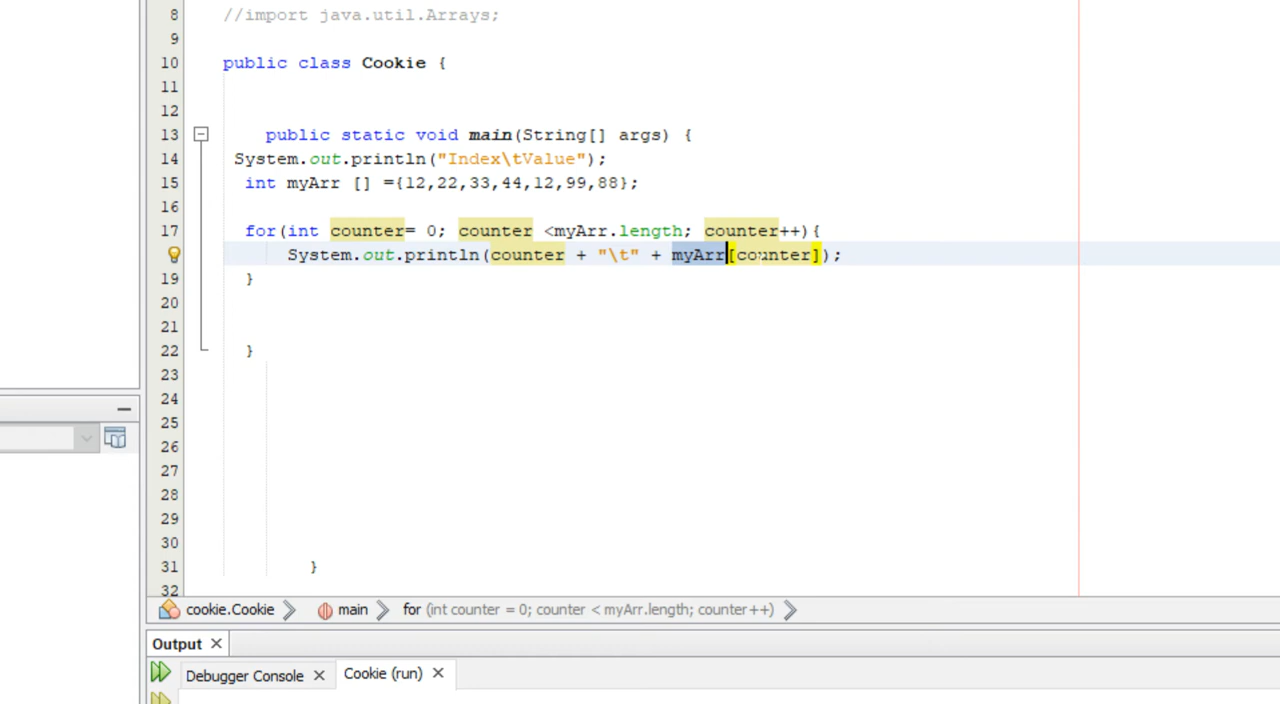 8 //import java.util.Arrays;
9
10 public class Cookie {
11
12
13 public static void main(String[] args) {
14 System.out.println("Index\tValue");
15 int myArr [] ={12,22,33,44,12,99,88};
16
17 for(int counter= 0; counter <myArr.length; counter++){
System.out.println(counter + "\t" + myArr[counter]);
19 }
20
21
22 }
23
24
25
26
27
28
29
30
31 }
32
cookie.Cookie main for (int counter = 0; counter < myArr.length; counter++)
Output
Debugger Console Cookie (run)